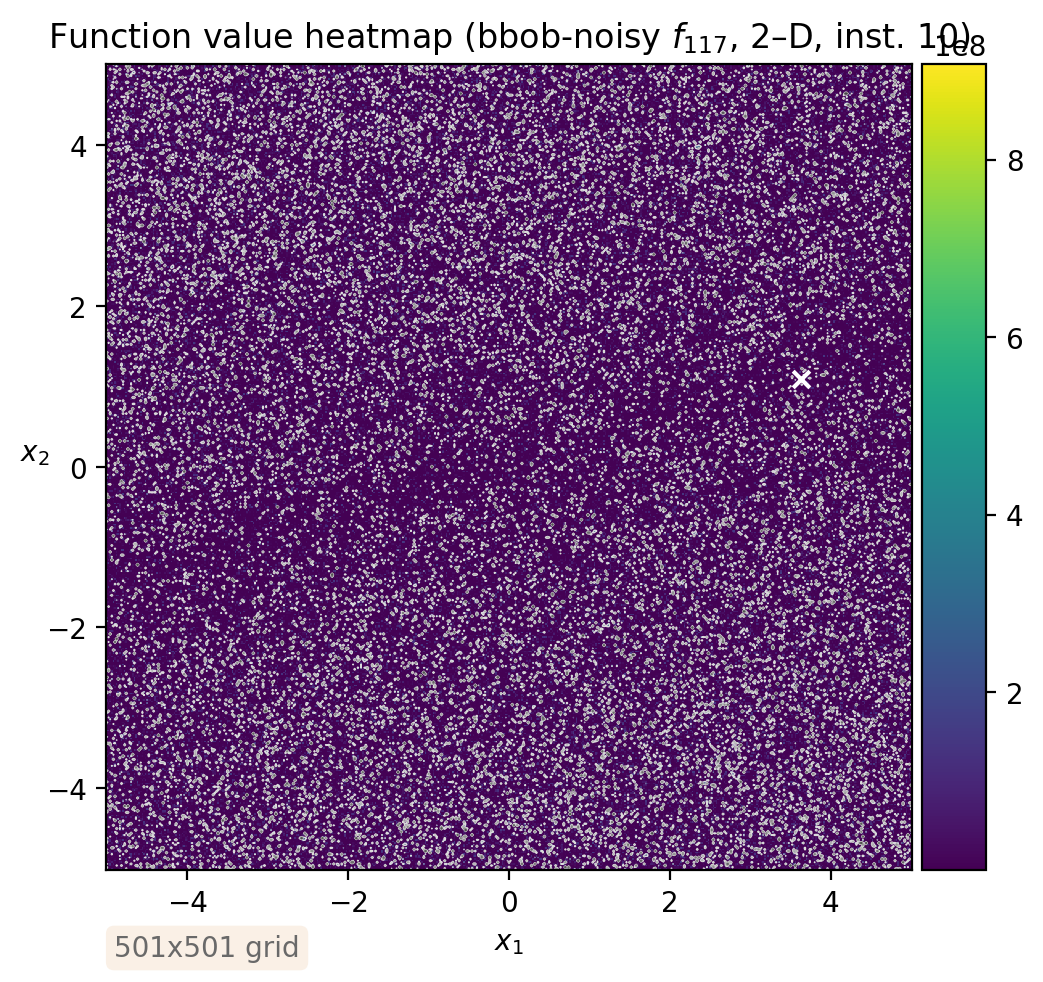 Function value heatmap (bbob-noisy f117, 2–D, inst. 10)
1e8
4
2
0
−2
−4
x2
−4
−2
0
2
4
x1
8
6
4
2
501x501 grid